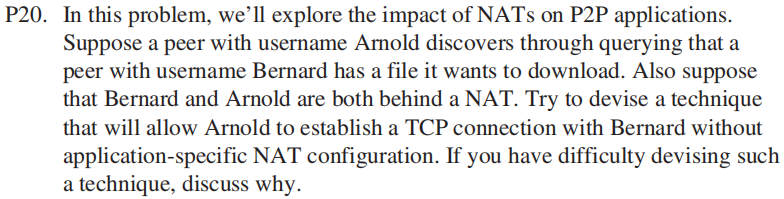 P20. In this problem, we’ll explore the impact of NATs on P2P applications.
Suppose a peer with username Arnold discovers through querying that a
peer with username Bernard has a file it wants to download. Also suppose
that Bernard and Arnold are both behind a NAT. Try to devise a technique
that will allow Arnold to establish a TCP connection with Bernard without
application-specific NAT configuration. If you have difficulty devising such
a technique, discuss why.